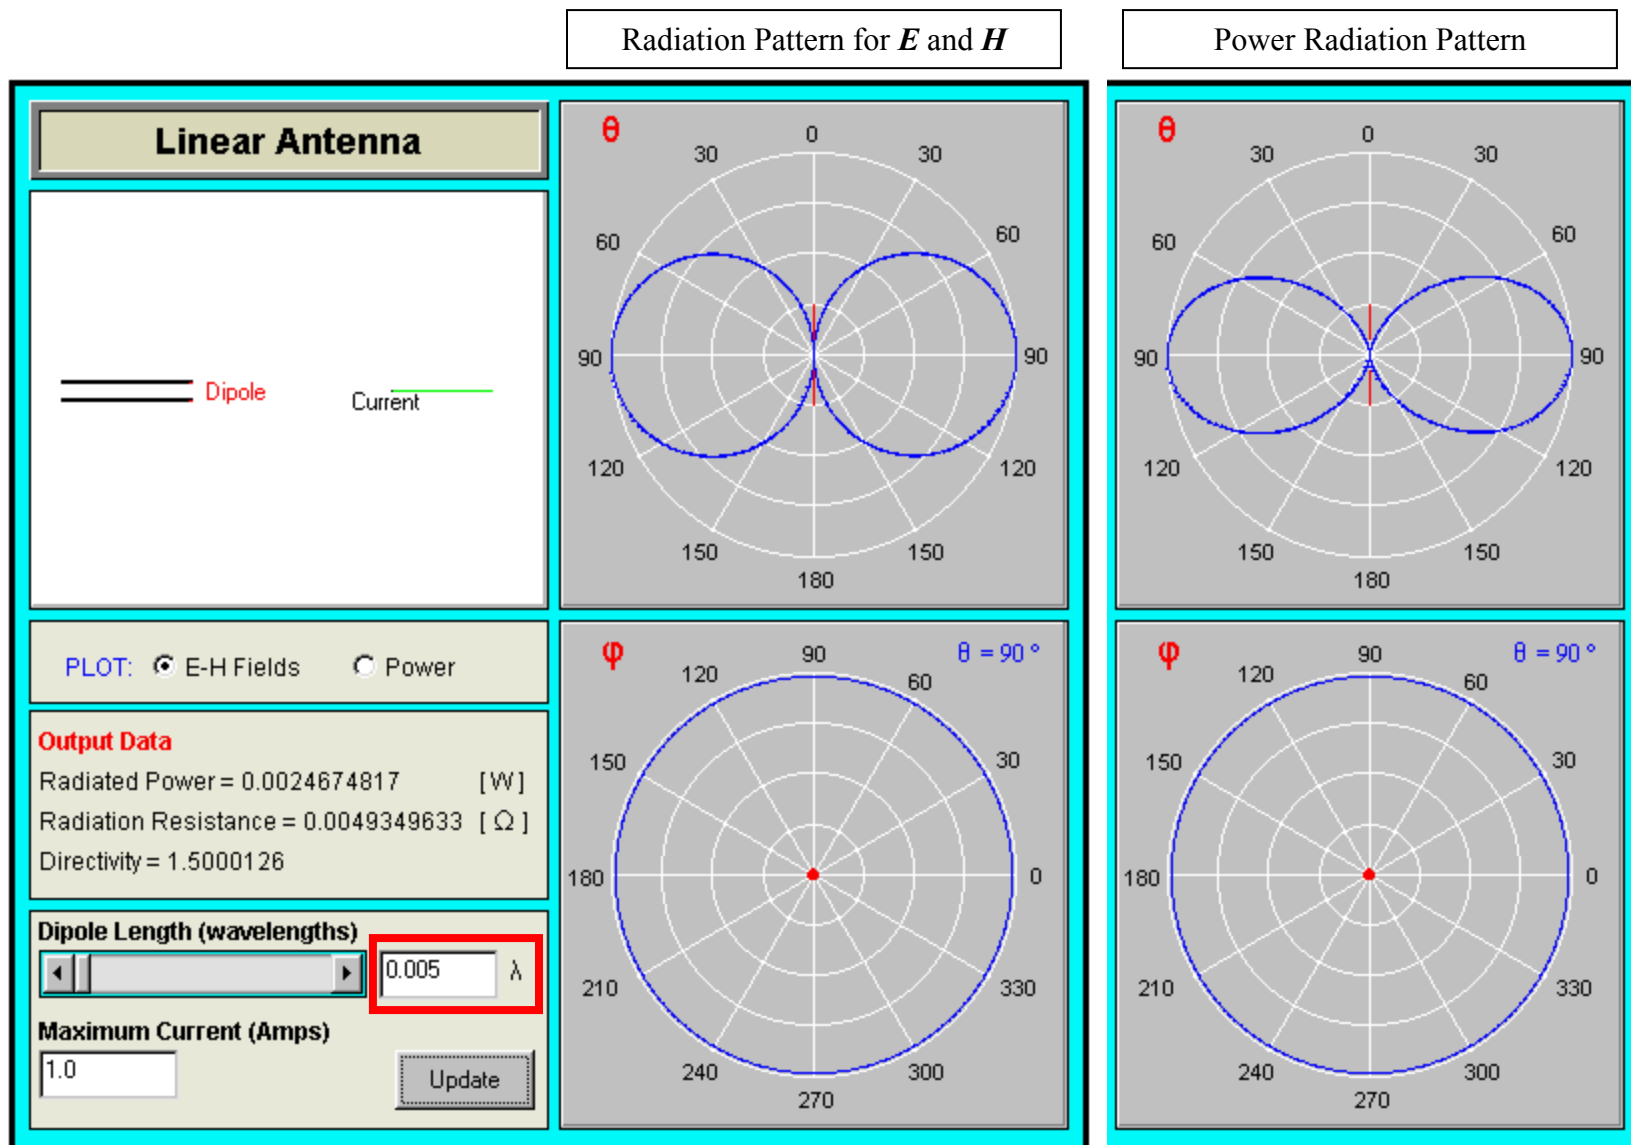 Radiation Pattern for E and H
Power Radiation Pattern
Linear Antenna
Dipole
Current
PLOT: E-H Fields Power
Output Data
Radiated Power = 0.0024674817 [ W ]
Radiation Resistance = 0.0049349633 [ Ω ]
Directivity = 1.5000126
Dipole Length (wavelengths)
0.005 λ
Maximum Current (Amps)
1.0
Update
θ
0
30 30
60 60
90 90
120 120
150 150
180
φ
θ = 90 °
90
120 60
150 30
180 0
210 330
240 300
270
θ
0
30 30
60 60
90 90
120 120
150 150
180
φ
θ = 90 °
90
120 60
150 30
180 0
210 330
240 300
270